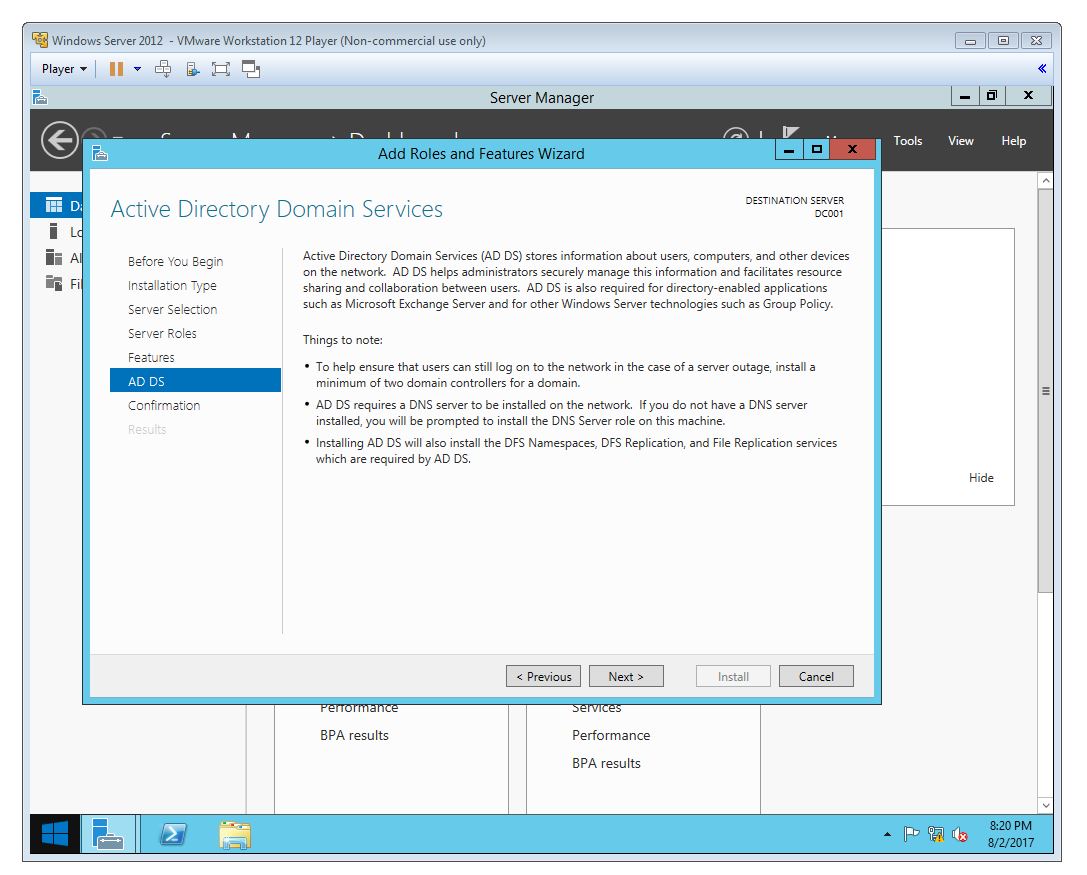 Windows Server 2012 - VMware Workstation 12 Player (Non-commercial use only)
Player
Server Manager
Tools View Help
Add Roles and Features Wizard
Active Directory Domain Services
DESTINATION SERVER
DC001
Before You Begin
Installation Type
Server Selection
Server Roles
Features
AD DS
Confirmation
Results
Active Directory Domain Services (AD DS) stores information about users, computers, and other devices
on the network. AD DS helps administrators securely manage this information and facilitates resource
sharing and collaboration between users. AD DS is also required for directory-enabled applications
such as Microsoft Exchange Server and for other Windows Server technologies such as Group Policy.
Things to note:
• To help ensure that users can still log on to the network in the case of a server outage, install a
minimum of two domain controllers for a domain.
• AD DS requires a DNS server to be installed on the network. If you do not have a DNS server
installed, you will be prompted to install the DNS Server role on this machine.
• Installing AD DS will also install the DFS Namespaces, DFS Replication, and File Replication services
which are required by AD DS.
Hide
< Previous
Next >
Install
Cancel
Performance
BPA results
Services
Performance
BPA results
8:20 PM
8/2/2017